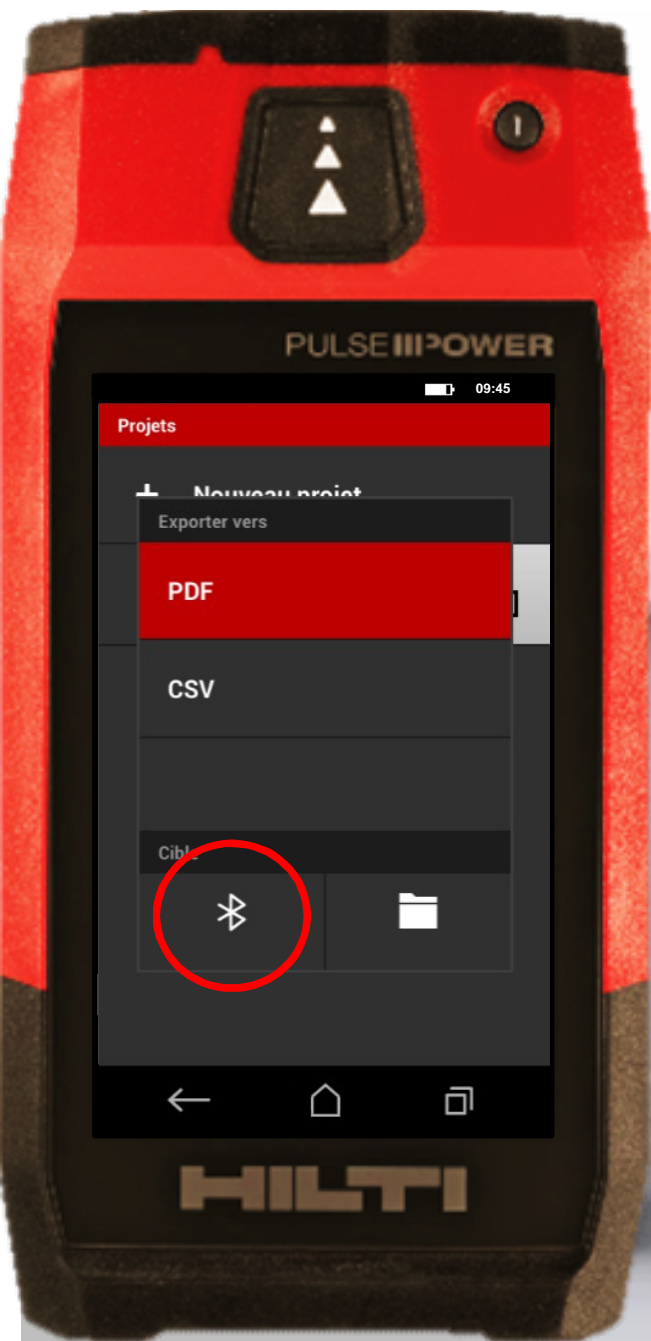 PULSE POWER
09:45
Projets
+ Nouveau projet
Exporter vers
PDF
CSV
Cible
HILTI